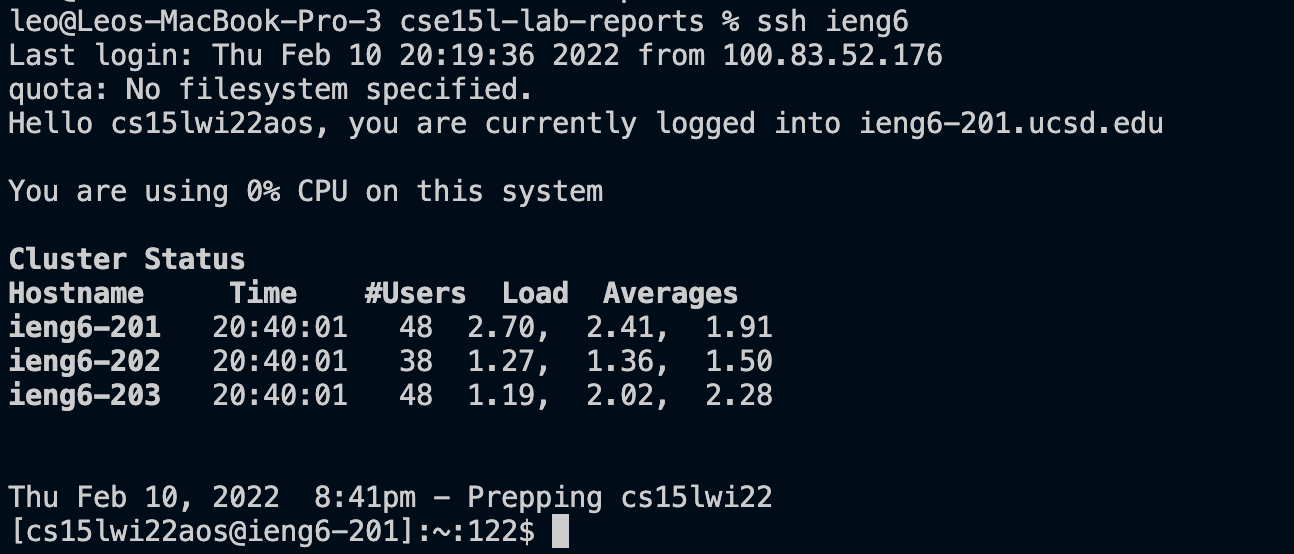 leo@Leos-MacBook-Pro-3 cse15l-lab-reports % ssh ieng6
Last login: Thu Feb 10 20:19:36 2022 from 100.83.52.176
quota: No filesystem specified.
Hello cs15lwi22aos, you are currently logged into ieng6-201.ucsd.edu
You are using 0% CPU on this system
Cluster Status
Hostname     Time    #Users  Load  Averages
ieng6-201   20:40:01   48  2.70,  2.41,  1.91
ieng6-202   20:40:01   38  1.27,  1.36,  1.50
ieng6-203   20:40:01   48  1.19,  2.02,  2.28
Thu Feb 10, 2022  8:41pm - Prepping cs15lwi22
[cs15lwi22aos@ieng6-201]:~:122$